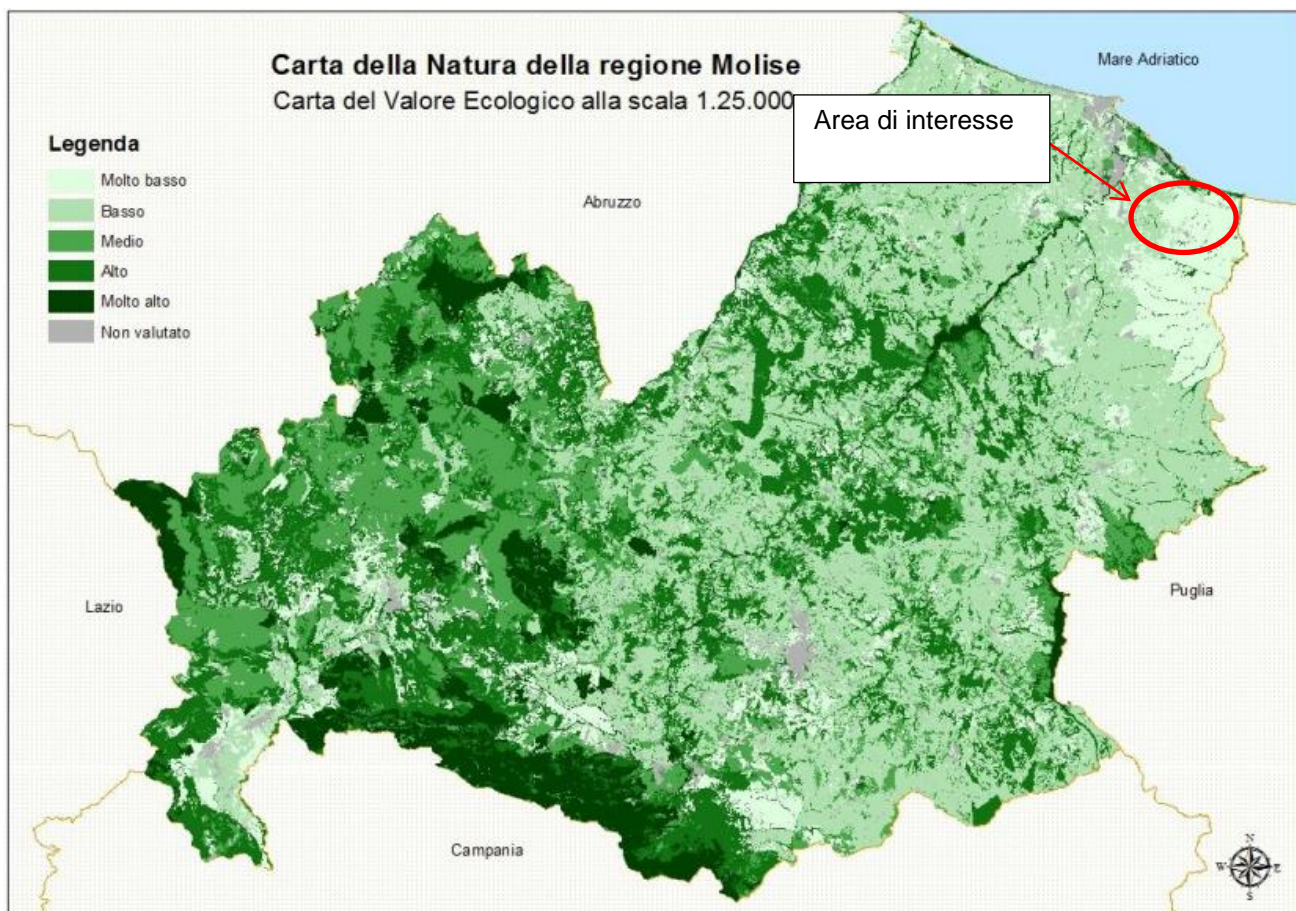 Carta della Natura della regione Molise
Carta del Valore Ecologico alla scala 1.25.000
Mare Adriatico
Area di interesse
Legenda
Molto basso
Basso
Medio
Alto
Molto alto
Non valutato
Abruzzo
Lazio
Puglia
Campania
N
W
E
S